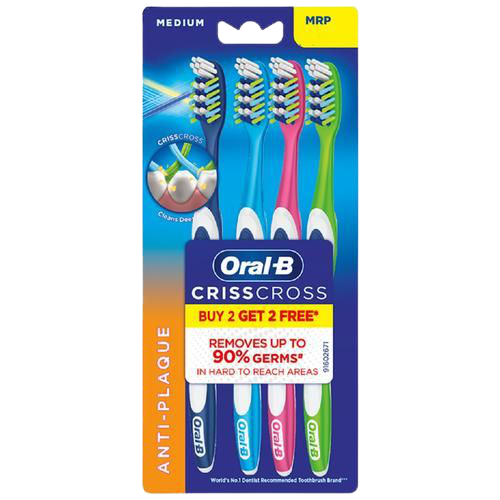 MEDIUM
MRP
CRISSCROSS
Cleans Deep
ANTI-PLAQUE
Oral-B
CRISSCROSS
BUY 2 GET 2 FREE*
REMOVES UP TO
90% GERMS#
IN HARD TO REACH AREAS
91602671
Oral-B
Oral-B
Oral-B
Oral-B
World's No.1 Dentist Recommended Toothbrush Brand***